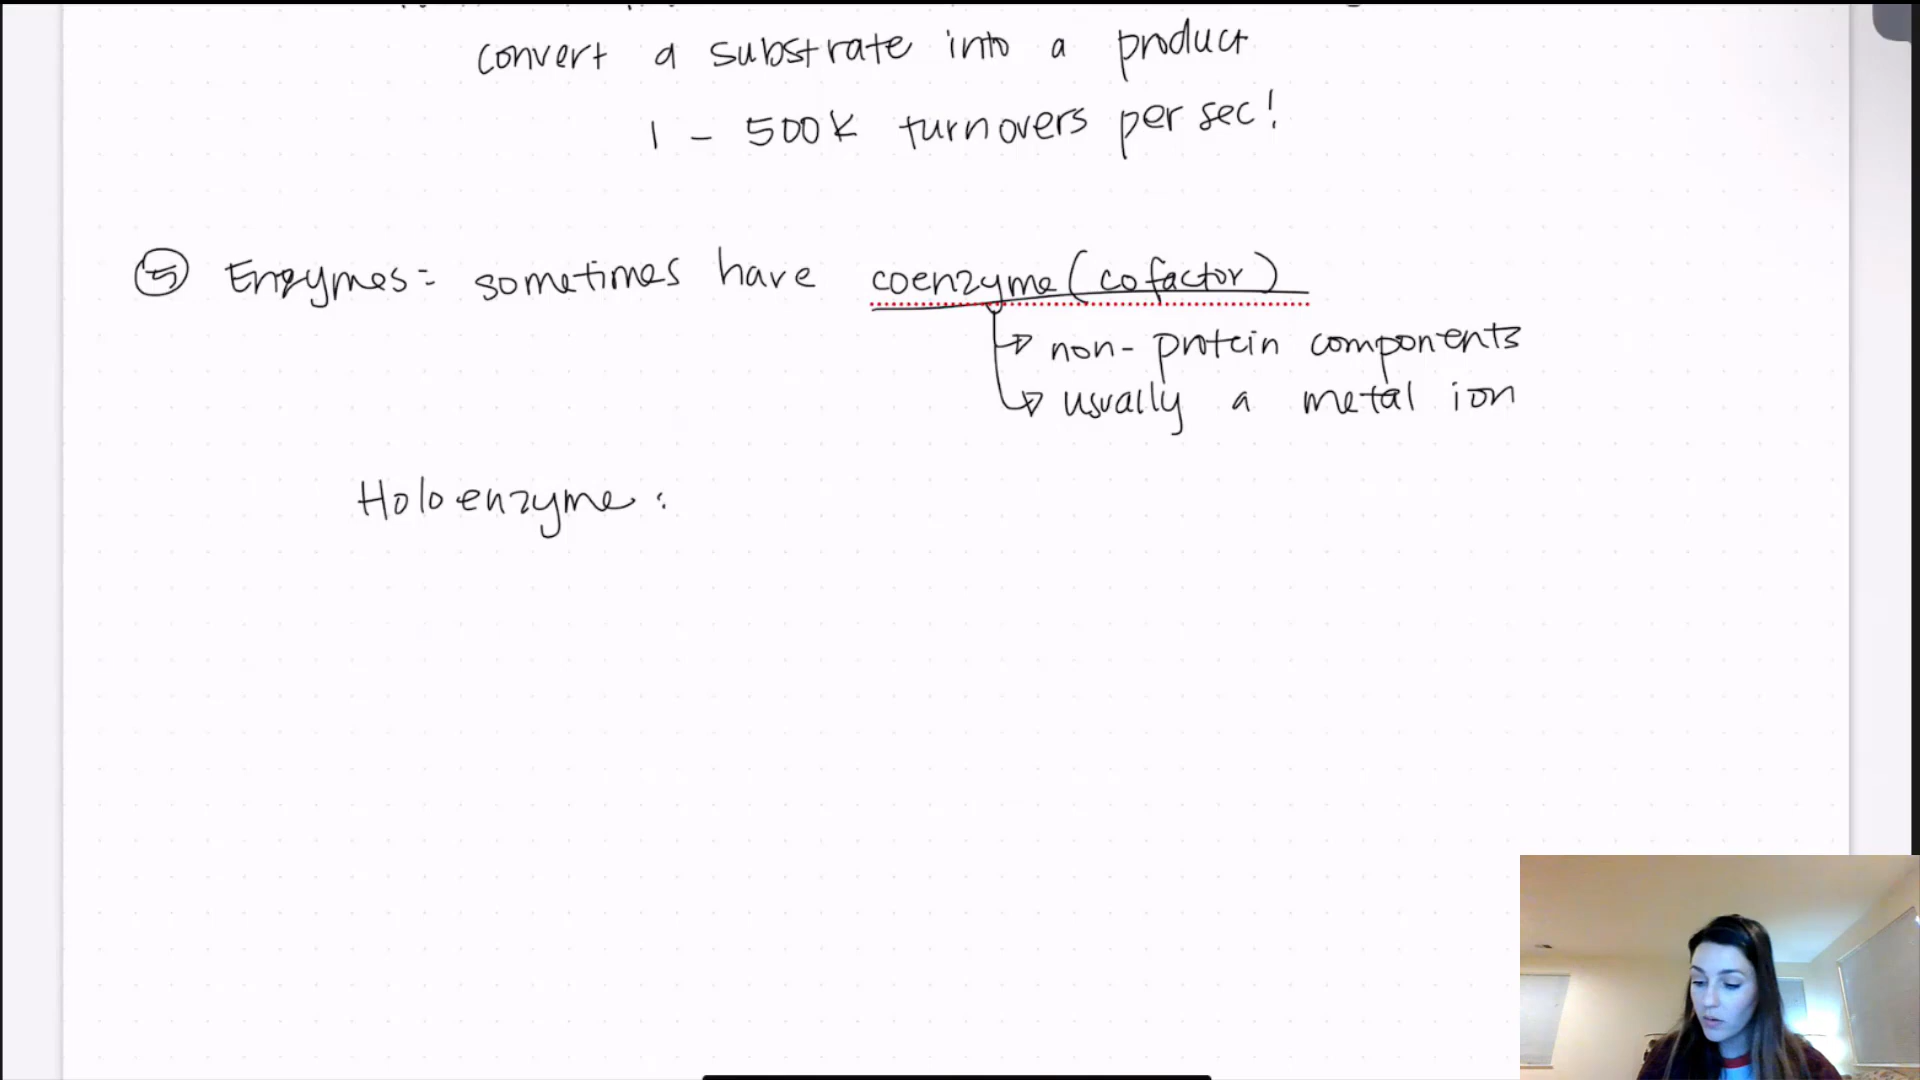 convert a substrate into a product
1 - 500k turnovers per sec!
5 Enzymes: sometimes have coenzyme (cofactor)
non-protein components
usually a metal ion
Holoenzyme: